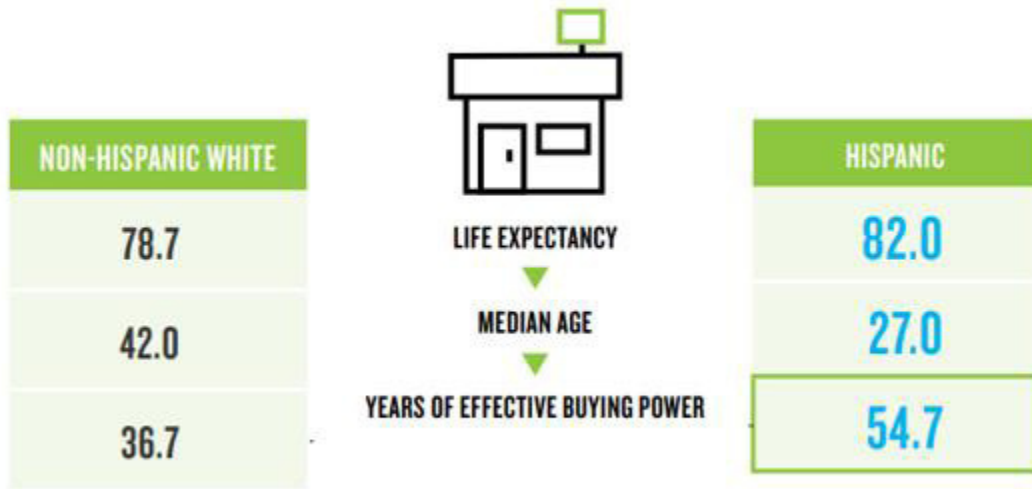 NON-HISPANIC WHITE
HISPANIC
78.7
LIFE EXPECTANCY
82.0
42.0
MEDIAN AGE
27.0
36.7
YEARS OF EFFECTIVE BUYING POWER
54.7